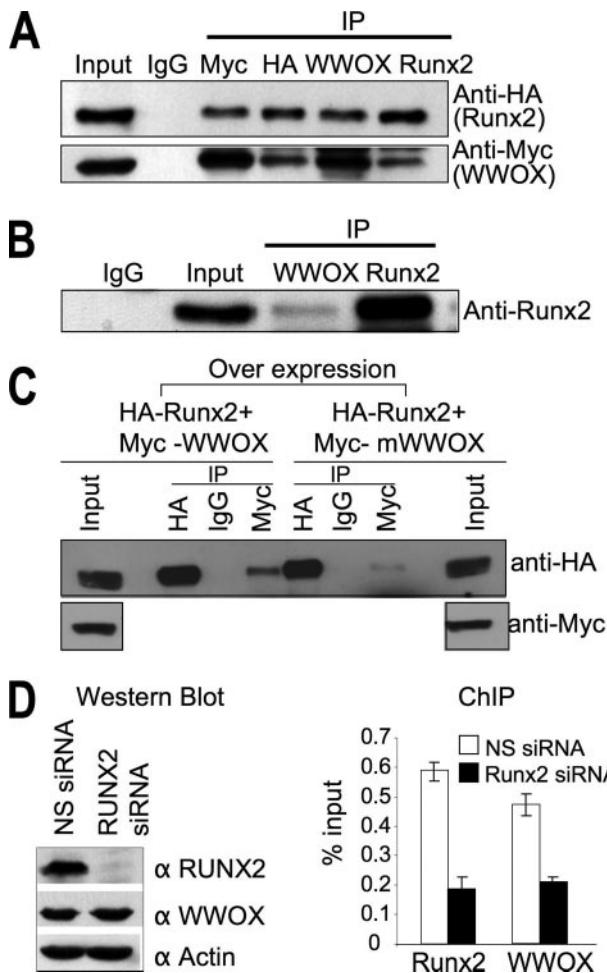 A
IP
Input IgG Myc HA WWOX Runx2
Anti-HA
(Runx2)
Anti-Myc
(WWOX)
B
IP
IgG Input WWOX Runx2
Anti-Runx2
C
Over expression
HA-Runx2+ HA-Runx2+
Myc -WWOX Myc- mWWOX
IP IP
Input HA IgG Myc HA IgG Myc Input
anti-HA
anti-Myc
D
Western Blot
NS siRNA
RUNX2
siRNA
α RUNX2
α WWOX
α Actin
ChIP
NS siRNA
Runx2 siRNA
% input
0.7
0.6
0.5
0.4
0.3
0.2
0.1
0
Runx2 WWOX